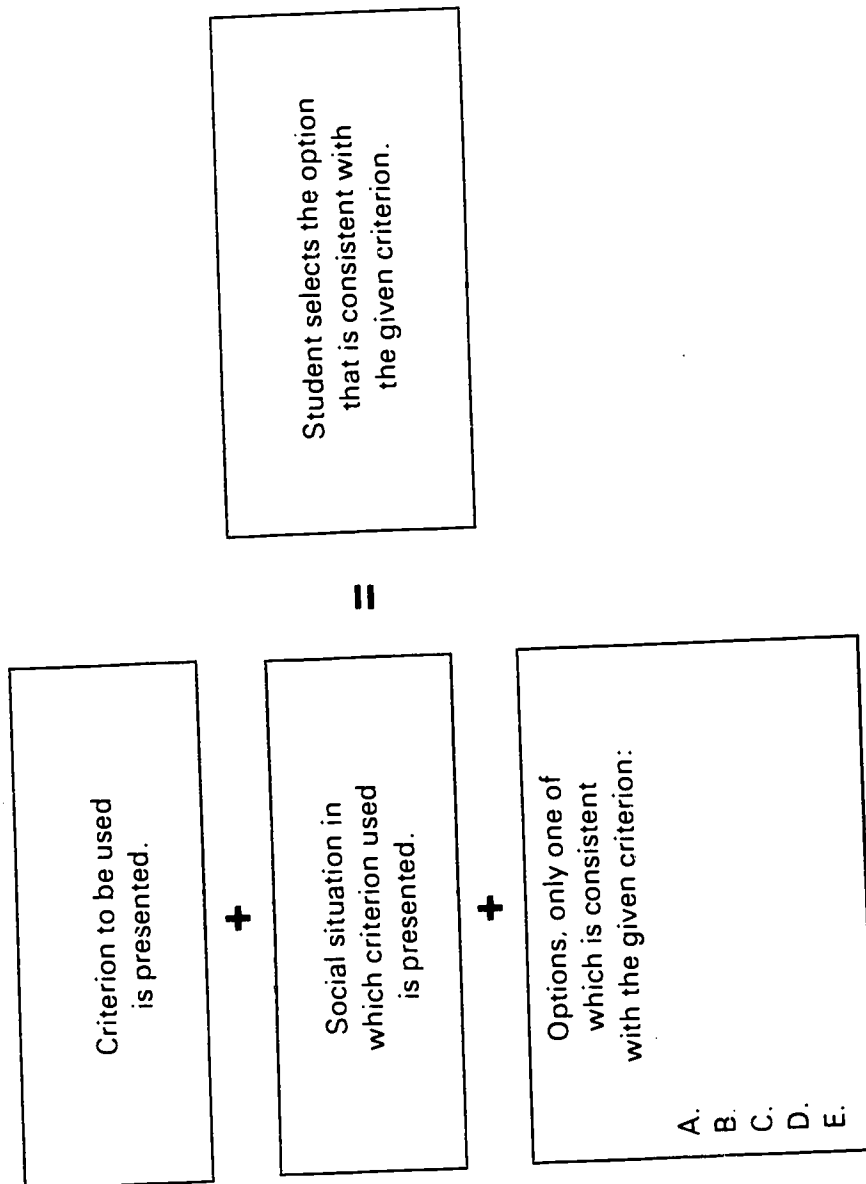 Criterion to be used
is presented.
+
Social situation in
which criterion used
is presented.
+
Options, only one of
which is consistent
with the given criterion:
A.
B.
C.
D.
E.
=
Student selects the option
that is consistent with
the given criterion.